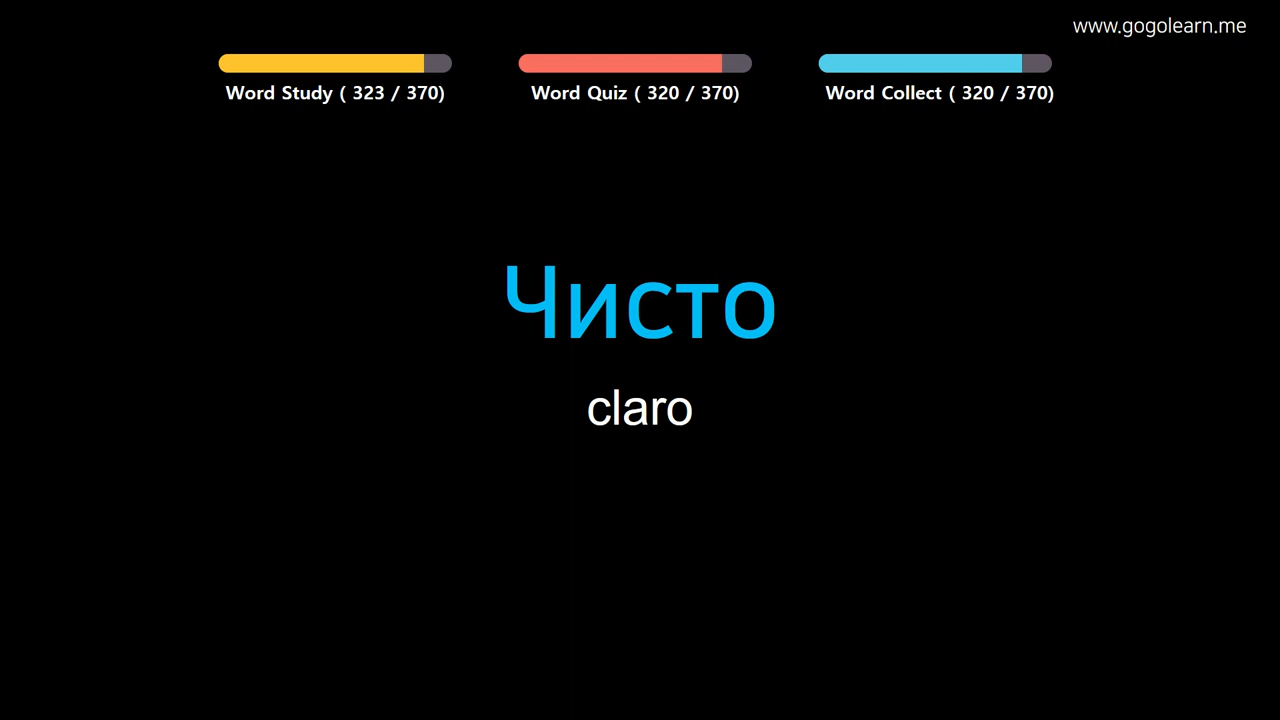 www.gogolearn.me
Word Study ( 323 / 370)
Word Quiz ( 320 / 370)
Word Collect ( 320 / 370)
Чисто
claro